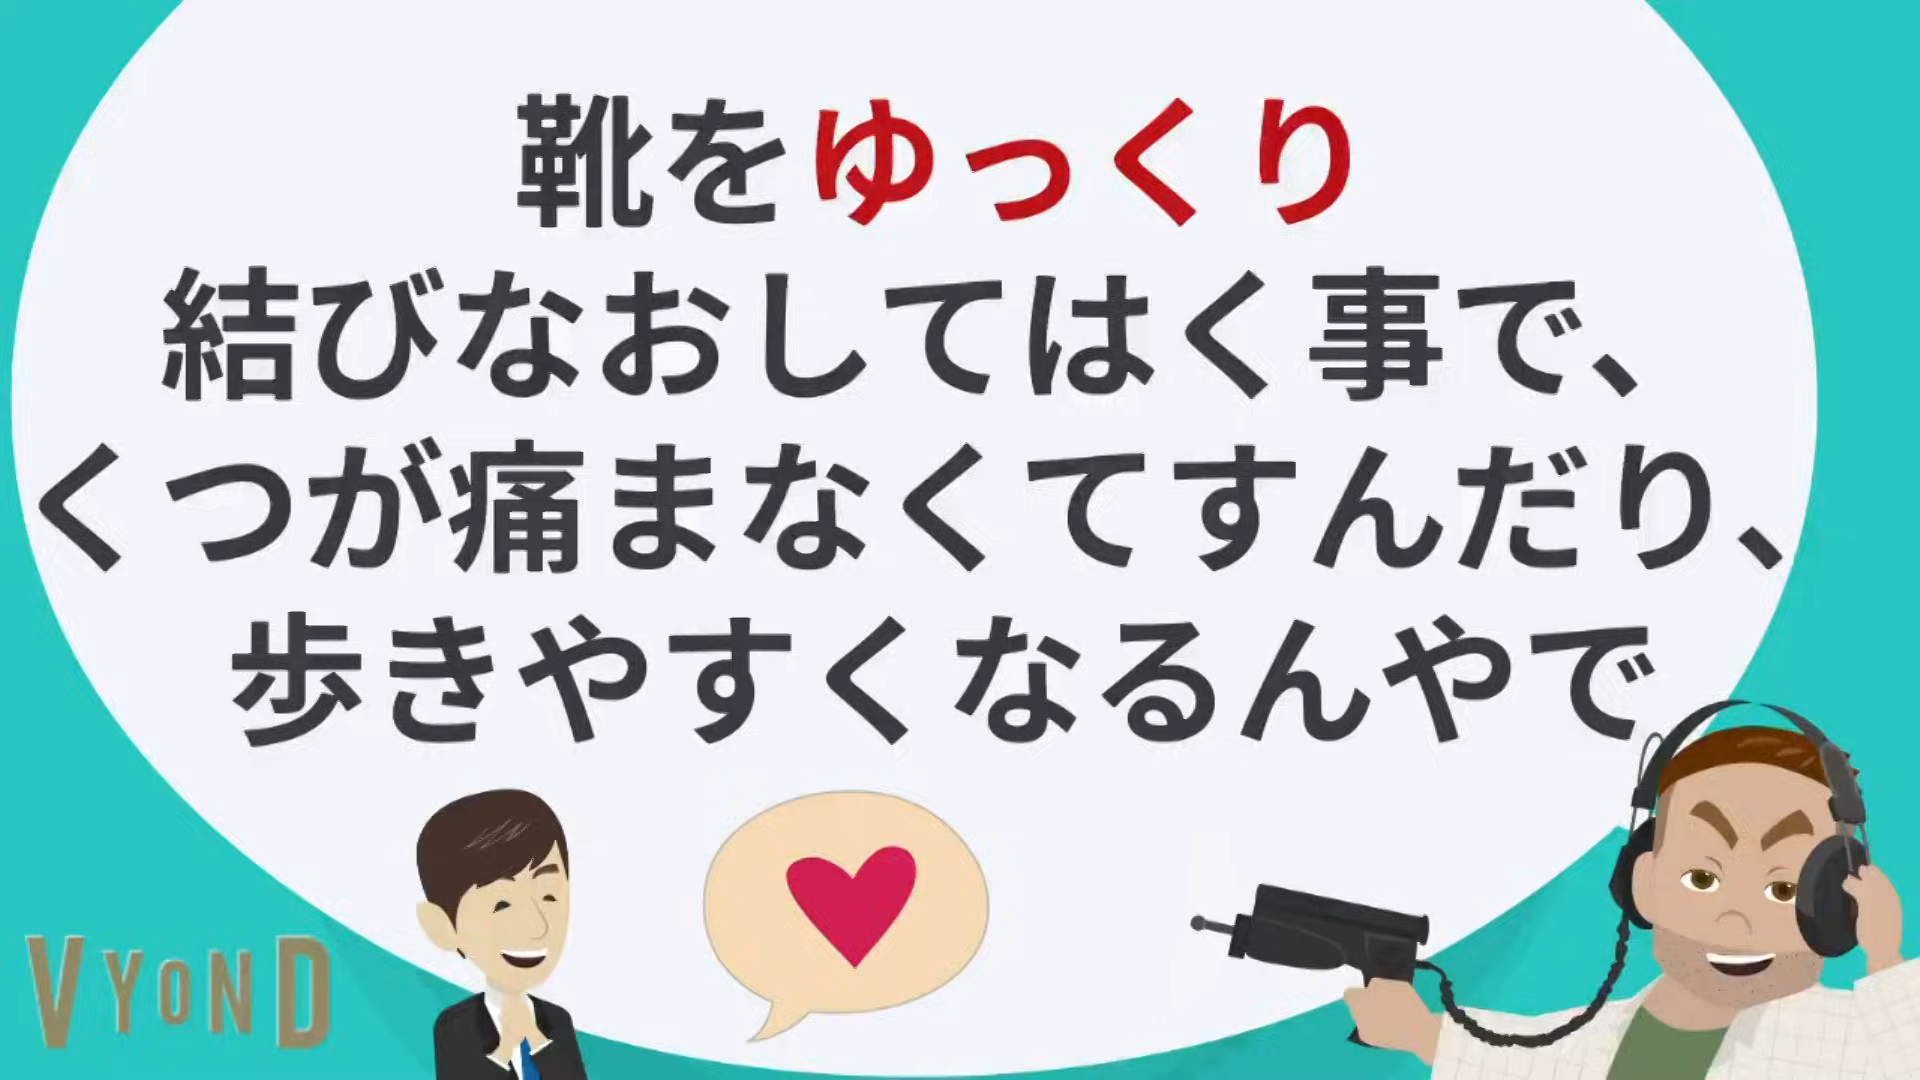 靴をゆっくり
結びなおしてはく事で、
くつが痛まなくてすんだり、
歩きやすくなるんやで
VYOND